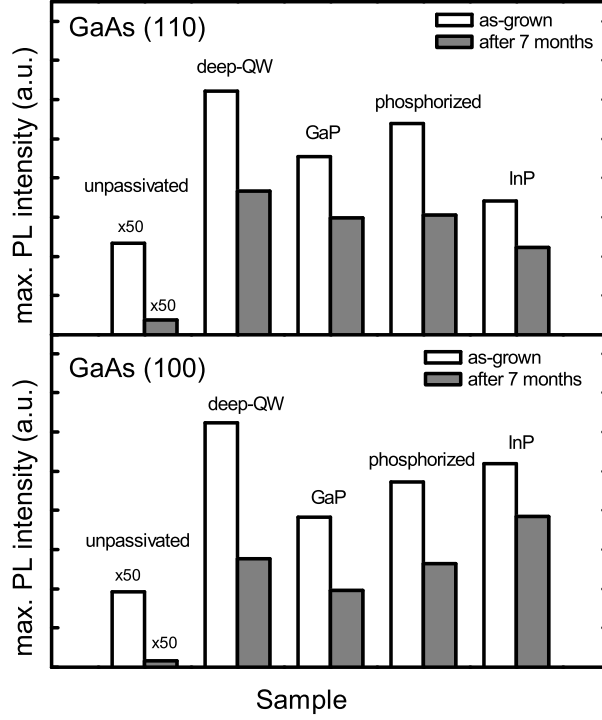 GaAs (110)
as-grown
after 7 months
deep-QW
phosphorized
GaP
unpassivated
InP
x50
x50
max. PL intensity (a.u.)
GaAs (100)
as-grown
after 7 months
deep-QW
InP
phosphorized
GaP
unpassivated
x50
x50
max. PL intensity (a.u.)
Sample